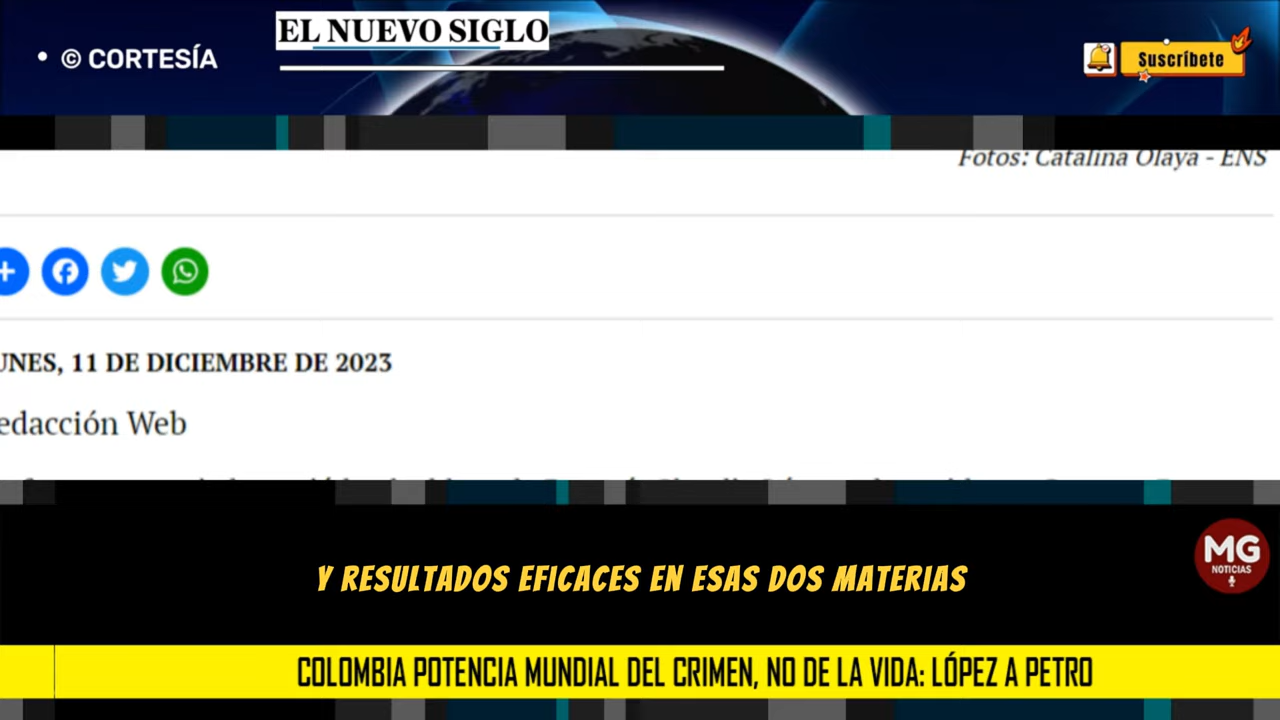 EL NUEVO SIGLO
• © CORTESÍA
Suscríbete
Fotos: Catalina Olaya - ENS
UNES, 11 DE DICIEMBRE DE 2023
edacción Web
MG
NOTICIAS
Y RESULTADOS EFICACES EN ESAS DOS MATERIAS
COLOMBIA POTENCIA MUNDIAL DEL CRIMEN, NO DE LA VIDA: LÓPEZ A PETRO